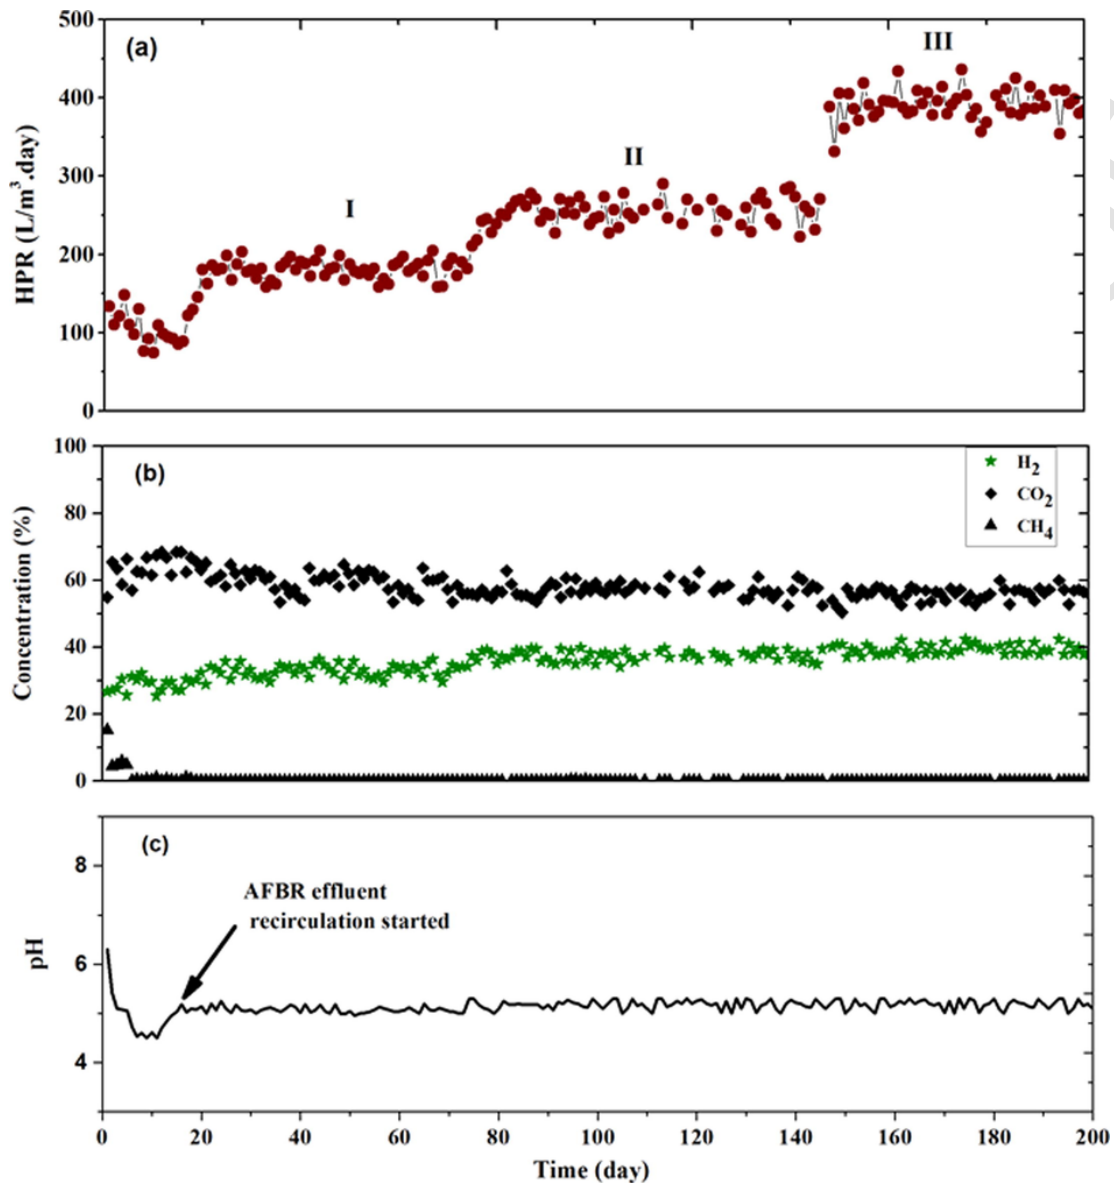 (a)
I
II
III
HPR (L/m³.day)
500
400
300
200
100
0
(b)
H₂
CO₂
CH₄
Concentration (%)
100
80
60
40
20
0
(c)
AFBR effluent
recirculation started
pH
8
6
4
0 20 40 60 80 100 120 140 160 180 200
Time (day)